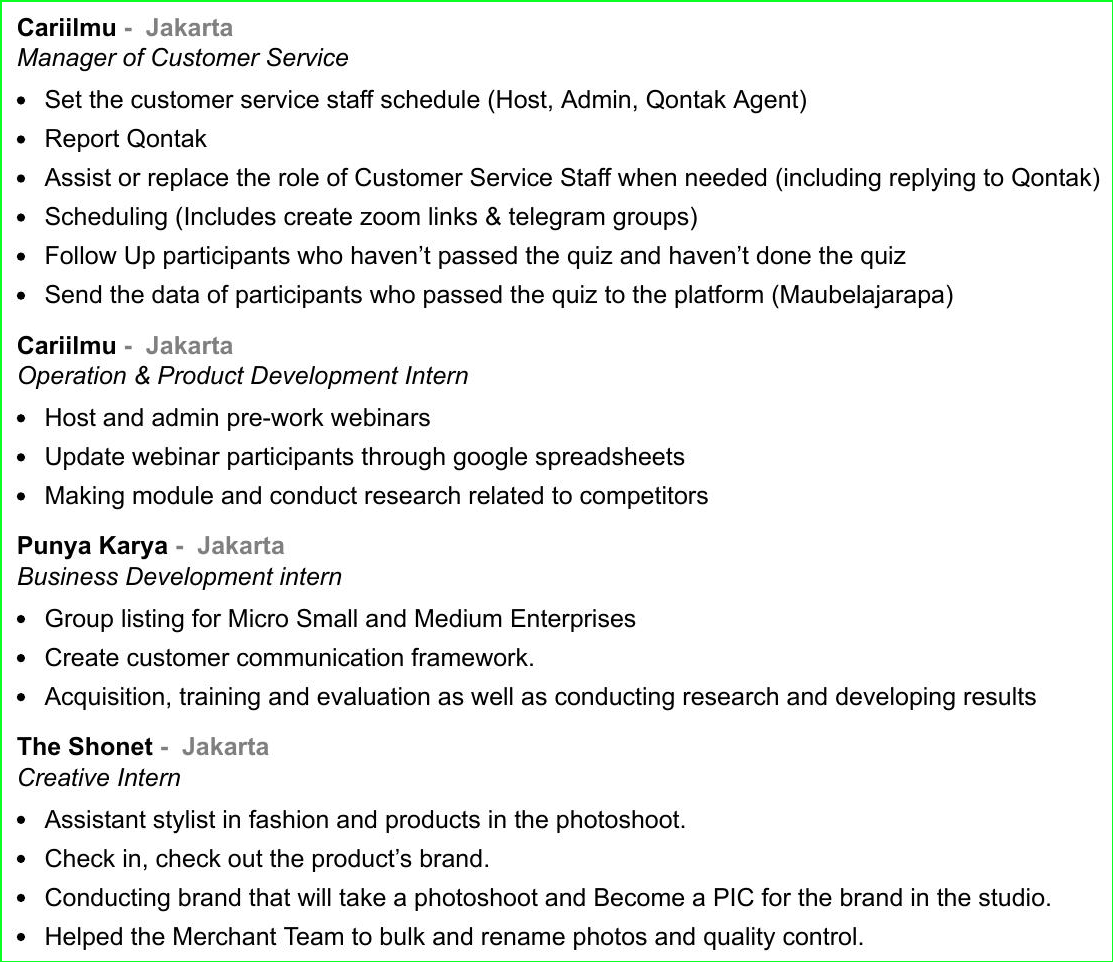 Cariilmu - Jakarta
Manager of Customer Service
• Set the customer service staff schedule (Host, Admin, Qontak Agent)
• Report Qontak
• Assist or replace the role of Customer Service Staff when needed (including replying to Qontak)
• Scheduling (Includes create zoom links & telegram groups)
• Follow Up participants who haven’t passed the quiz and haven’t done the quiz
• Send the data of participants who passed the quiz to the platform (Maubelajarapa)
Cariilmu - Jakarta
Operation & Product Development Intern
• Host and admin pre-work webinars
• Update webinar participants through google spreadsheets
• Making module and conduct research related to competitors
Punya Karya - Jakarta
Business Development intern
• Group listing for Micro Small and Medium Enterprises
• Create customer communication framework.
• Acquisition, training and evaluation as well as conducting research and developing results
The Shonet - Jakarta
Creative Intern
• Assistant stylist in fashion and products in the photoshoot.
• Check in, check out the product’s brand.
• Conducting brand that will take a photoshoot and Become a PIC for the brand in the studio.
• Helped the Merchant Team to bulk and rename photos and quality control.